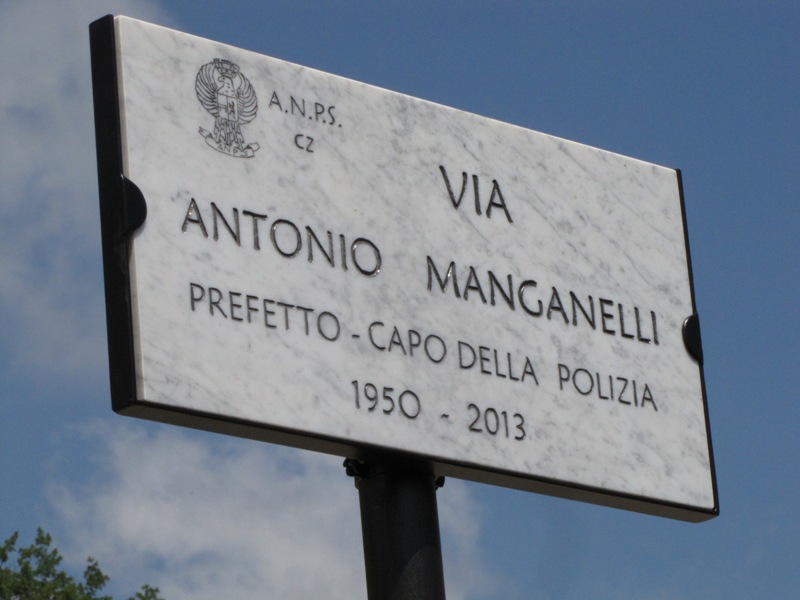 A.N.P.S.
CZ
VIA
ANTONIO MANGANELLI
PREFETTO - CAPO DELLA POLIZIA
1950 - 2013